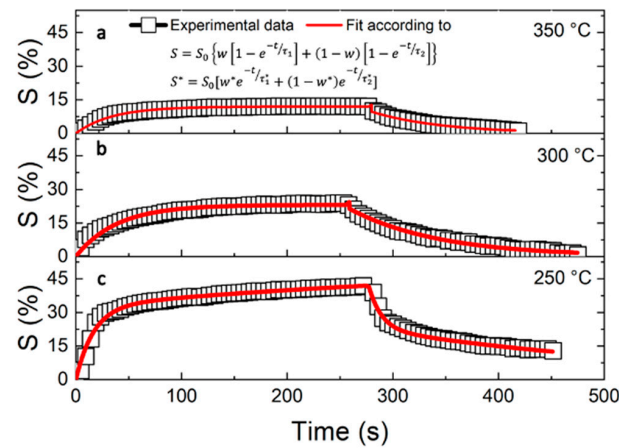 Experimental data Fit according to 350 °C
a
S = S₀ {w [1 − e^{-t/τ₁}] + (1 − w) [1 − e^{-t/τ₂}]}
S* = S₀[w*e^{-t/τ₁*} + (1 − w*)e^{-t/τ₂*}]
S (%)
45
30
15
0
b 300 °C
S (%)
45
30
15
0
c 250 °C
S (%)
45
30
15
0
0 100 200 300 400 500
Time (s)